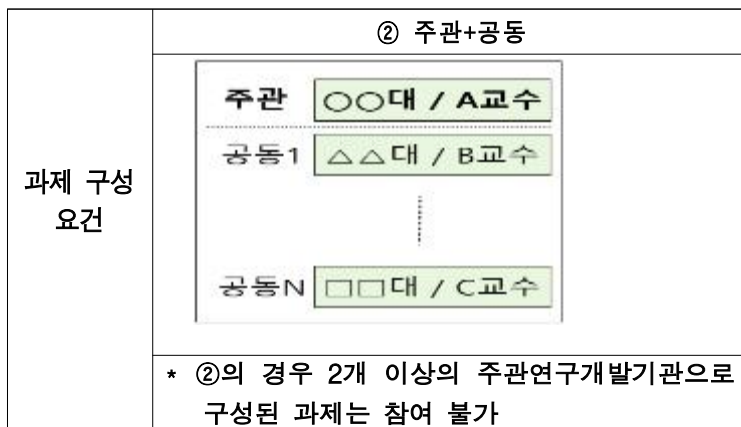 ② 주관+공동
과제 구성
요건
주관 ○○대 / A교수
공동1 △△대 / B교수
공동N □□대 / C교수
* ②의 경우 2개 이상의 주관연구개발기관으로
구성된 과제는 참여 불가